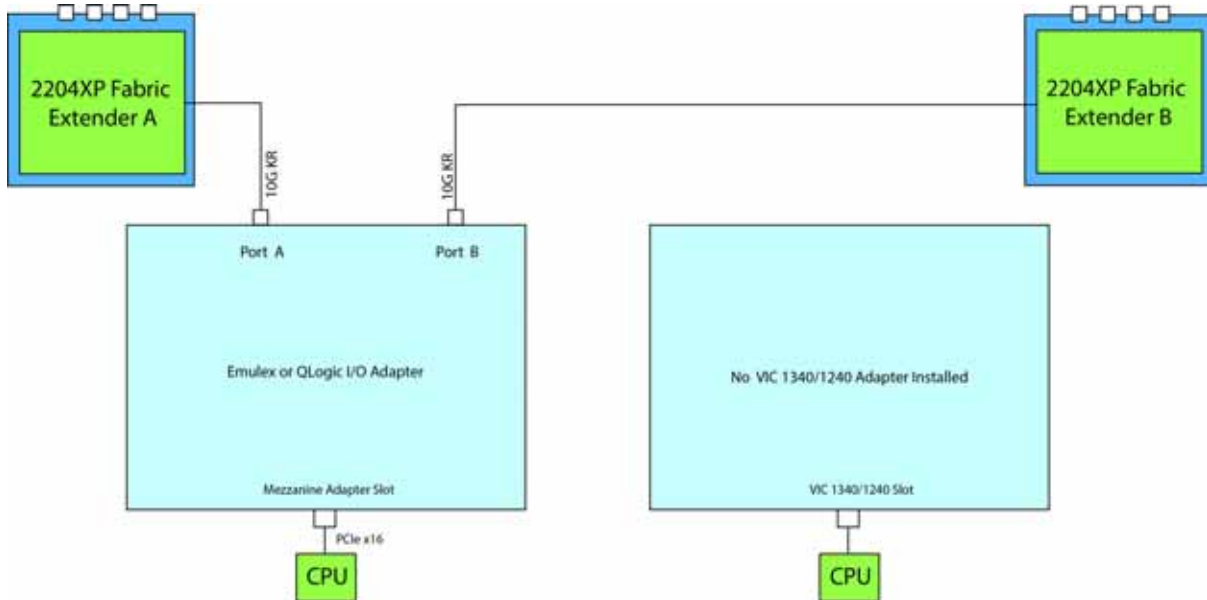 2204XP Fabric
Extender A
2204XP Fabric
Extender B
10G KR
10G KR
Port A
Port B
Emulex or QLogic I/O Adapter
No VIC 1340/1240 Adapter Installed
Mezzanine Adapter Slot
VIC 1340/1240 Slot
PCIe x16
CPU
CPU